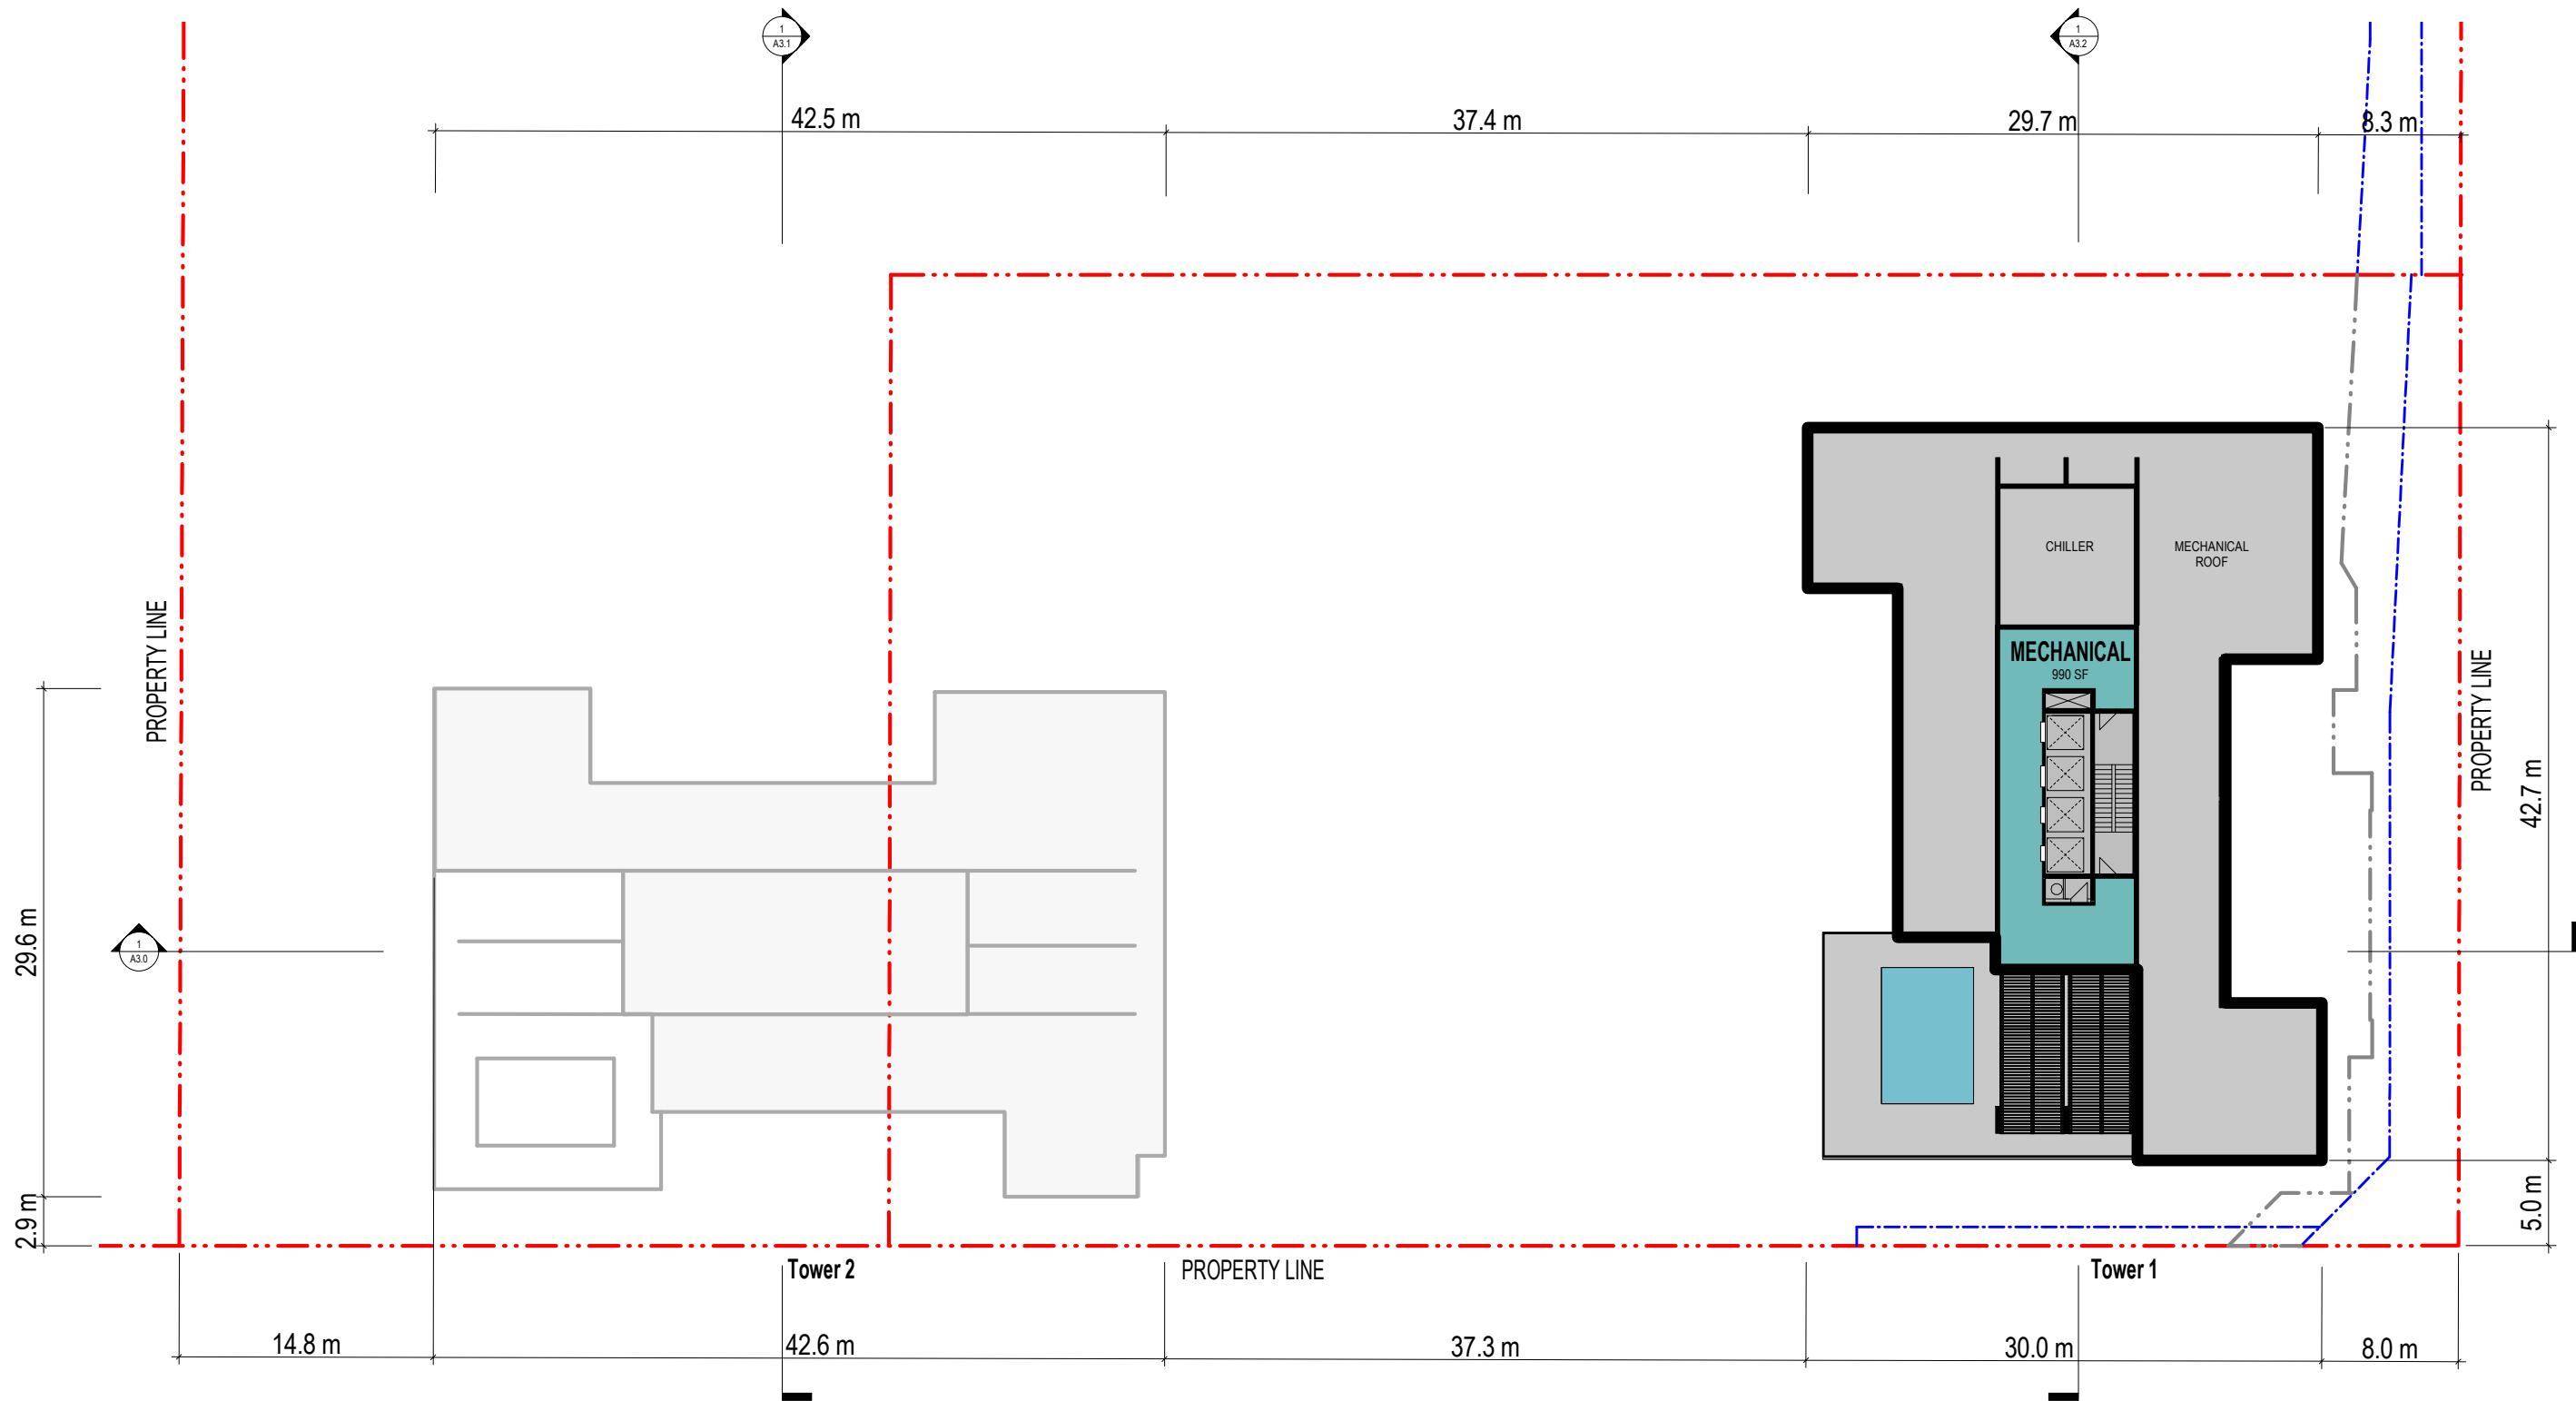 1
A3.1
1
A3.2
42.5 m
37.4 m
29.7 m
8.3 m
CHILLER
MECHANICAL
ROOF
PROPERTY LINE
MECHANICAL
990 SF
PROPERTY LINE
42.7 m
29.6 m
1
A3.0
2.9 m
5.0 m
Tower 2
PROPERTY LINE
Tower 1
14.8 m
42.6 m
37.3 m
30.0 m
8.0 m